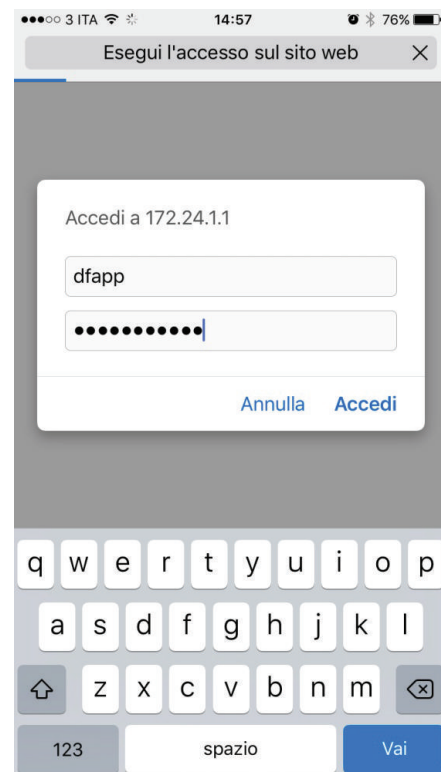 3 ITA 14:57 76%
Esegui l'accesso sul sito web
Accedi a 172.24.1.1
dfapp
•••••••••••
Annulla Accedi
q w e r t y u i o p
a s d f g h j k l
z x c v b n m
123 spazio Vai